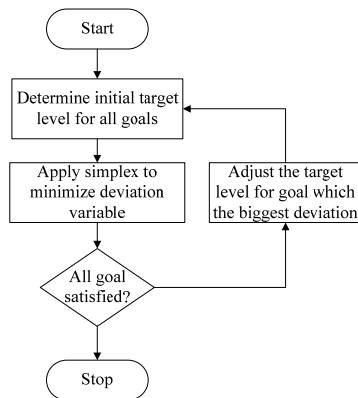 Start
Determine initial target
level for all goals
Apply simplex to
minimize deviation
variable
Adjust the target
level for goal which
the biggest deviation
All goal
satisfied?
Stop